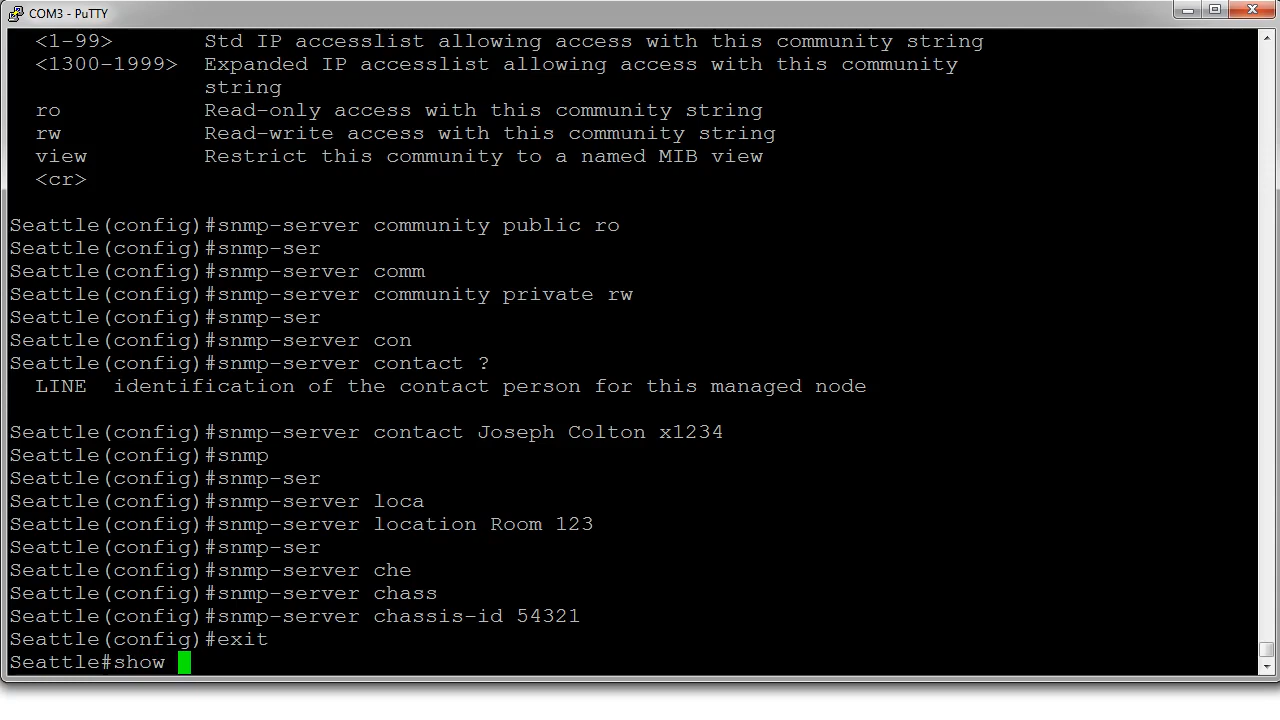 COM3 - PuTTY
<1-99> Std IP accesslist allowing access with this community string
<1300-1999> Expanded IP accesslist allowing access with this community
string
ro Read-only access with this community string
rw Read-write access with this community string
view Restrict this community to a named MIB view
<cr>
Seattle(config)#snmp-server community public ro
Seattle(config)#snmp-ser
Seattle(config)#snmp-server comm
Seattle(config)#snmp-server community private rw
Seattle(config)#snmp-ser
Seattle(config)#snmp-server con
Seattle(config)#snmp-server contact ?
LINE identification of the contact person for this managed node
Seattle(config)#snmp-server contact Joseph Colton x1234
Seattle(config)#snmp
Seattle(config)#snmp-ser
Seattle(config)#snmp-server loca
Seattle(config)#snmp-server location Room 123
Seattle(config)#snmp-ser
Seattle(config)#snmp-server che
Seattle(config)#snmp-server chass
Seattle(config)#snmp-server chassis-id 54321
Seattle(config)#exit
Seattle#show